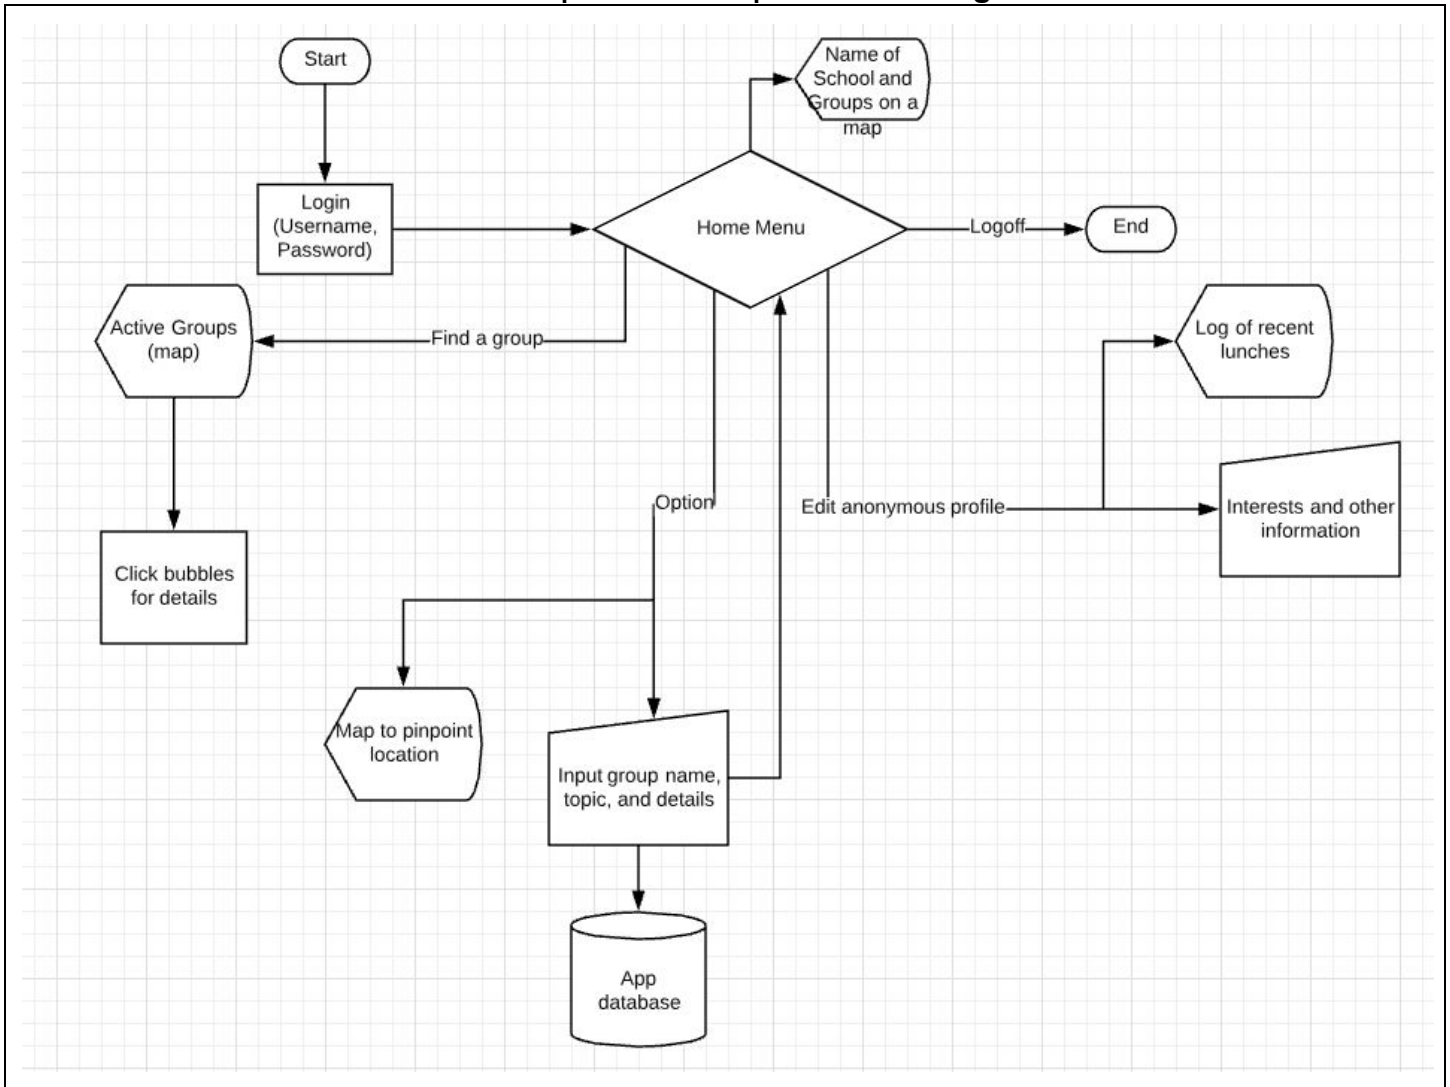 Start
Name of
School and
Groups on a
map
Login
(Username,
Password)
Home Menu
Logoff
End
Active Groups
(map)
Find a group
Log of recent
lunches
Option
Edit anonymous profile
Interests and other
information
Click bubbles
for details
Map to pinpoint
location
Input group name,
topic, and details
App
database